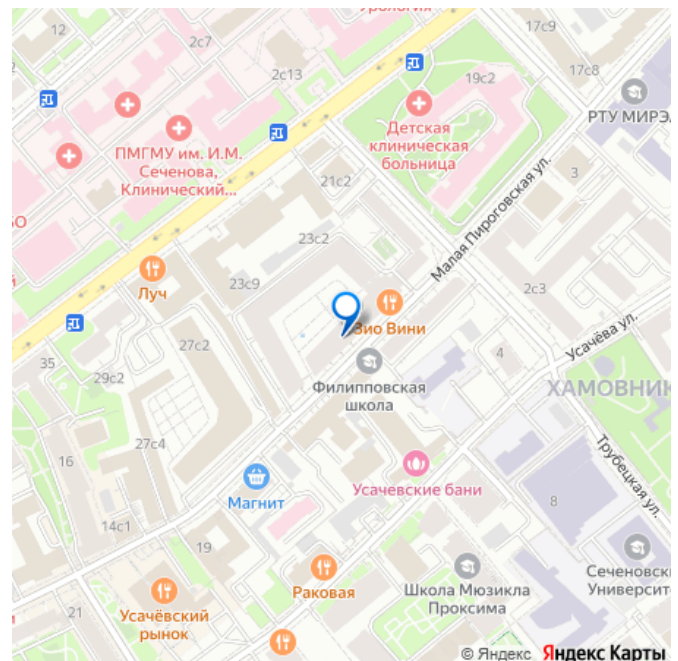 Урология
12
2с7
17с9
2с13
19с2
17с8
РТУ МИРЭА
Детская
клиническая
больница
ПМГМУ им. И.М.
Сеченова,
Клинический...
21с2
3
Малая Пироговская ул.
23с2
23с9
Луч
2с3
Зио Вини
Усачёва ул.
27с2
35
29с2
4
Филипповская
школа
ХАМОВНИК
27с4
16
Трубецкая ул.
Усачевские бани
Магнит
8
14с1
19
Сеченовск
Университ
Раковая
Школа Мюзикла
Проксима
21
Усачёвский
рынок
© Яндекс Яндекс Карты